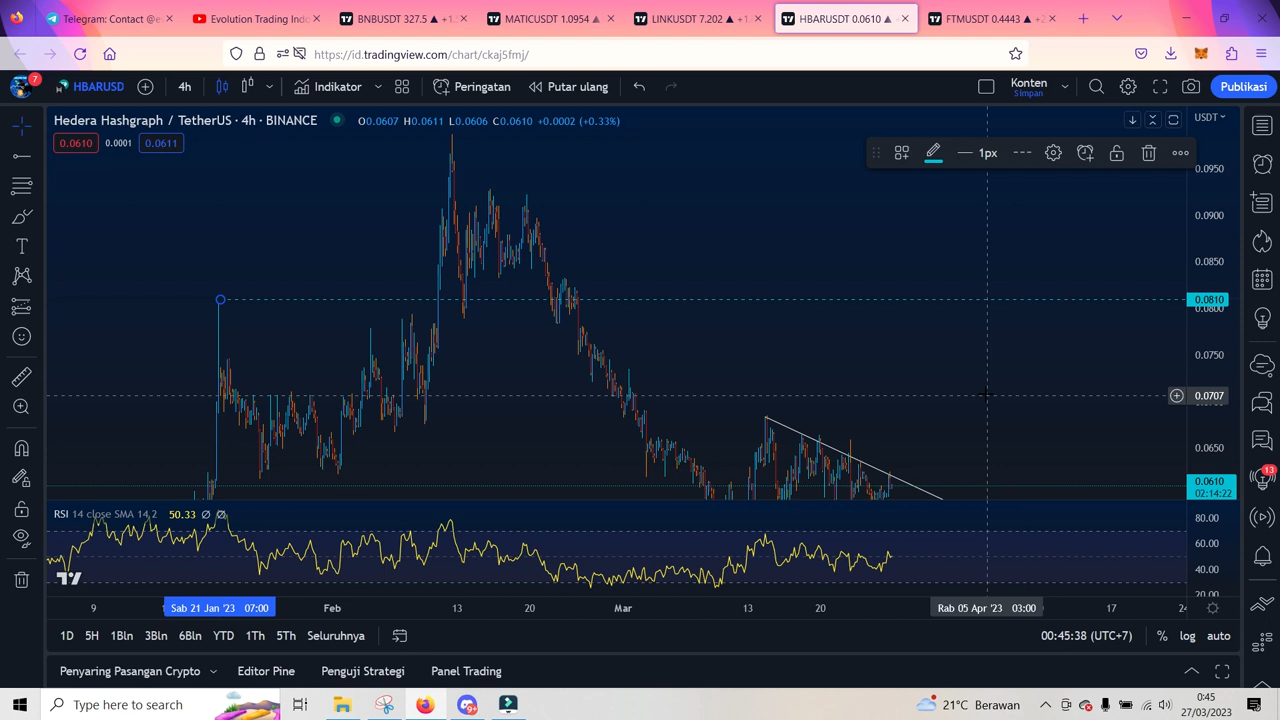 Telegram: Contact @e
Evolution Trading Ind
BNBUSDT 327.5 ▲ +1.
MATICUSDT 1.0954 ▲
LINKUSDT 7.202 ▲ +1.
HBARUSDT 0.0610 ▲
FTMUSDT 0.4443 ▲ +2
https://id.tradingview.com/chart/ckaj5fmj/
7
HBARUSD
4h
Indikator
Peringatan
Putar ulang
Konten
Simpan
Publikasi
Hedera Hashgraph / TetherUS · 4h · BINANCE
O0.0607 H0.0611 L0.0606 C0.0610 +0.0002 (+0.33%)
USDT
0.0610
0.0001
0.0611
1px
0.0950
0.0900
0.0850
0.0810
0.0800
0.0750
0.0707
0.0650
0.0610
02:14:22
13
RSI 14 close SMA 14 2 50.33 Ø Ø
80.00
60.00
40.00
20.00
9
Sab 21 Jan '23 07:00
Feb
13
20
Mar
13
20
Rab 05 Apr '23 03:00
17
24
1D
5H
1Bln
3Bln
6Bln
YTD
1Th
5Th
Seluruhnya
00:45:38 (UTC+7)
%
log
auto
Penyaring Pasangan Crypto
Editor Pine
Penguji Strategi
Panel Trading
Type here to search
21°C Berawan
0:45
27/03/2023